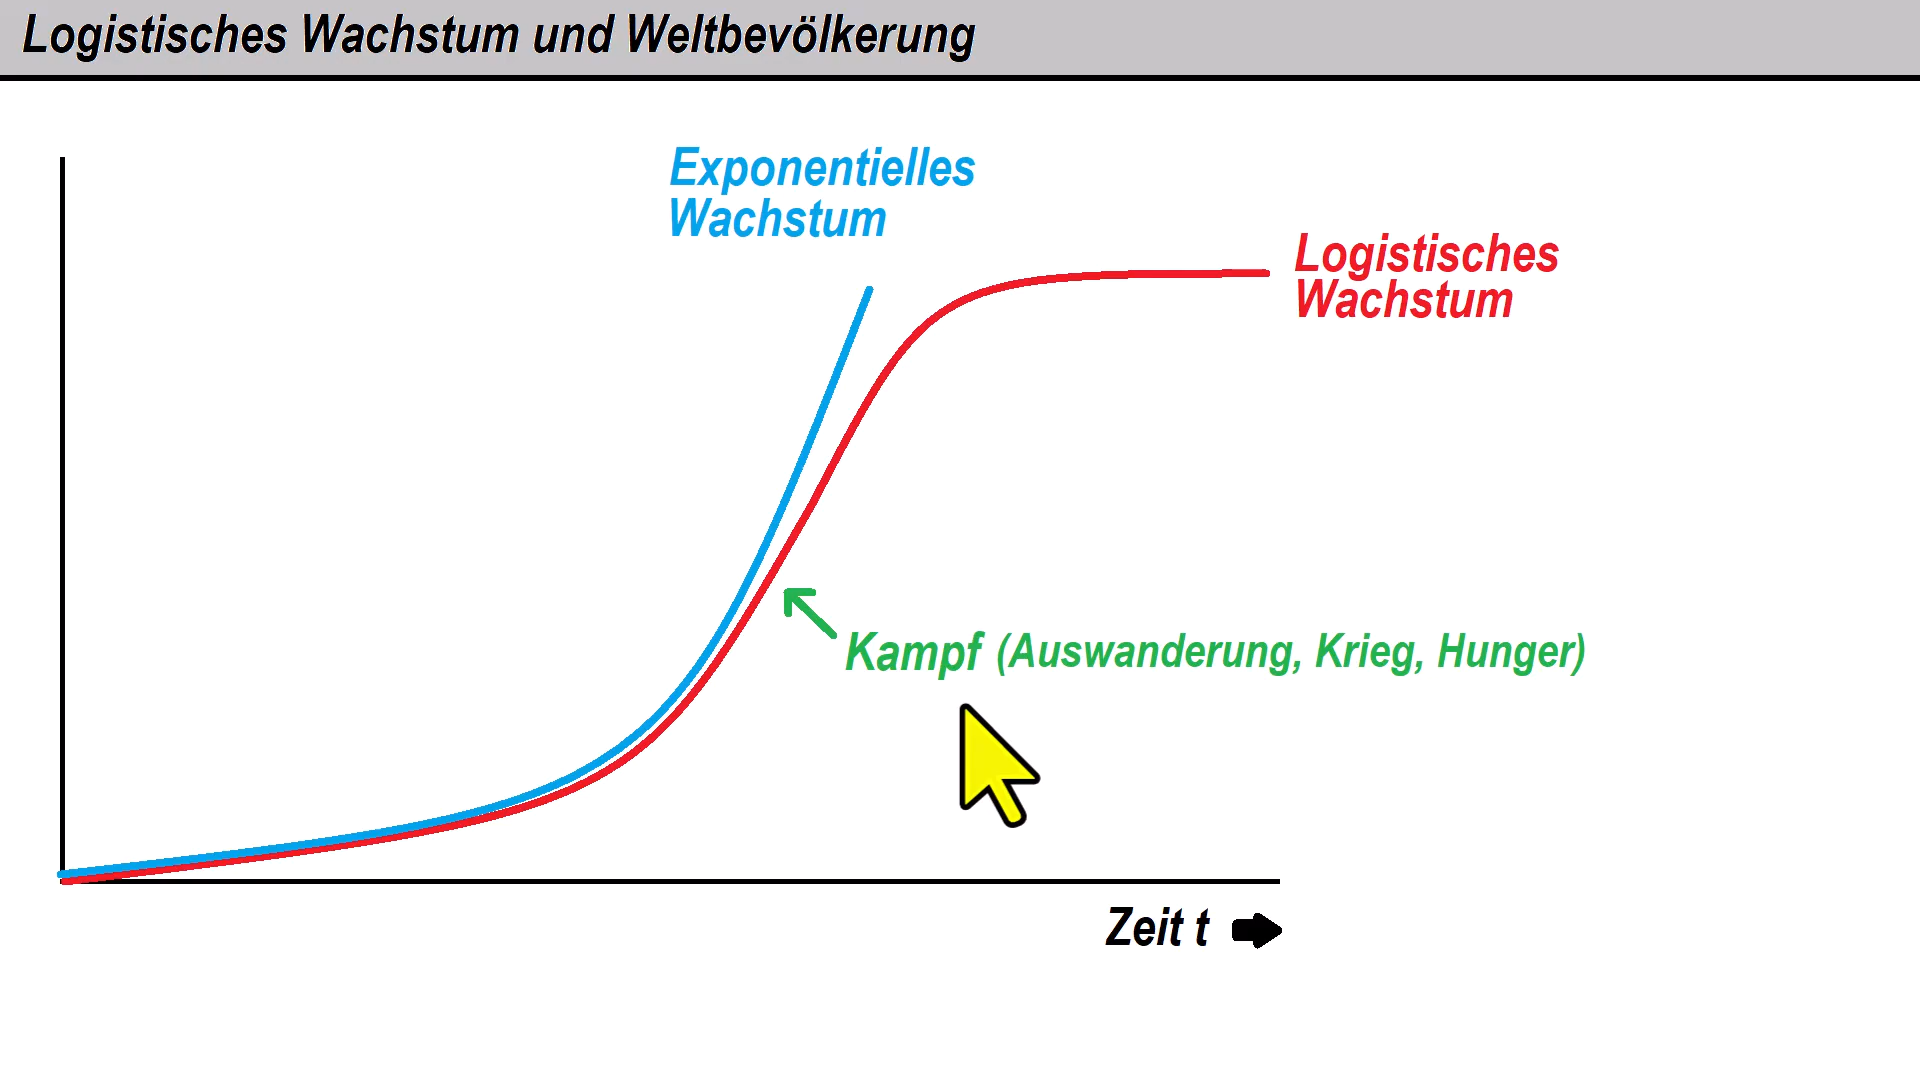 Logistisches Wachstum und Weltbevölkerung
Exponentielles
Wachstum
Logistisches
Wachstum
Kampf (Auswanderung, Krieg, Hunger)
Zeit t